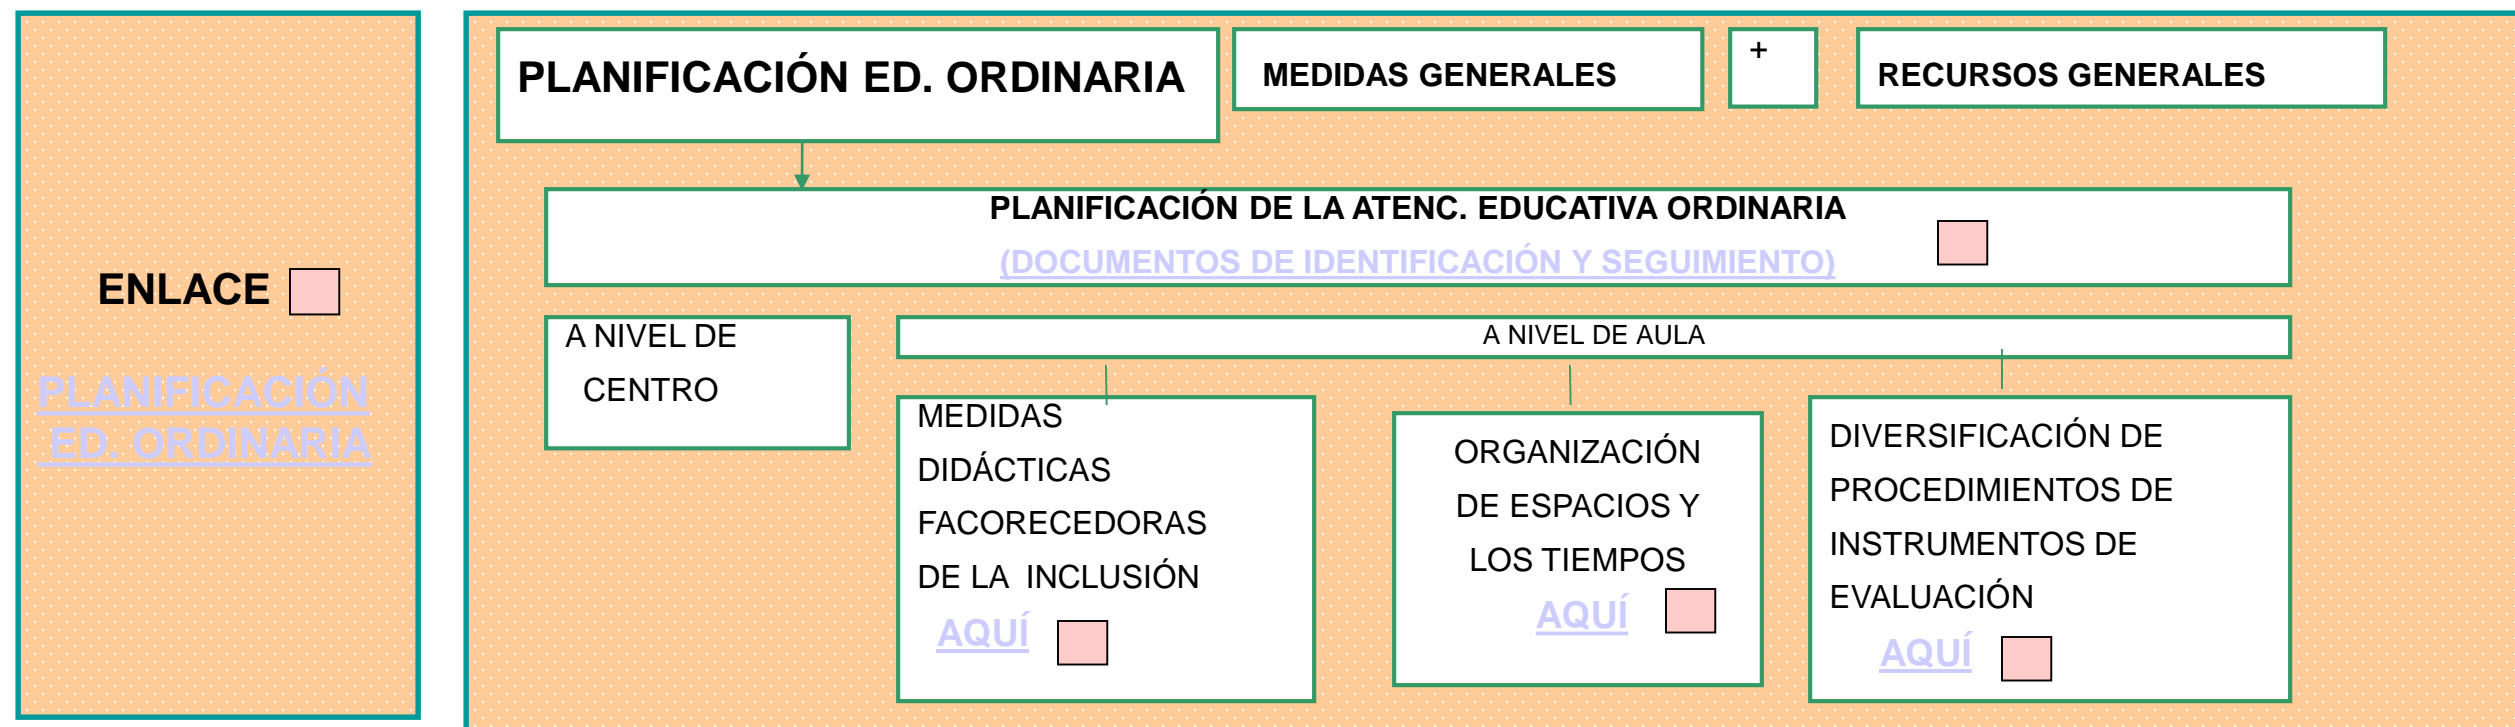 ENLACE
PLANIFICACIÓN
ED. ORDINARIA
PLANIFICACIÓN ED. ORDINARIA
MEDIDAS GENERALES
+
RECURSOS GENERALES
PLANIFICACIÓN DE LA ATENC. EDUCATIVA ORDINARIA
(DOCUMENTOS DE IDENTIFICACIÓN Y SEGUIMIENTO)
A NIVEL DE
CENTRO
A NIVEL DE AULA
MEDIDAS
DIDÁCTICAS
FACORECEDORAS
DE LA INCLUSIÓN
AQUÍ
ORGANIZACIÓN
DE ESPACIOS Y
LOS TIEMPOS
AQUÍ
DIVERSIFICACIÓN DE
PROCEDIMIENTOS DE
INSTRUMENTOS DE
EVALUACIÓN
AQUÍ